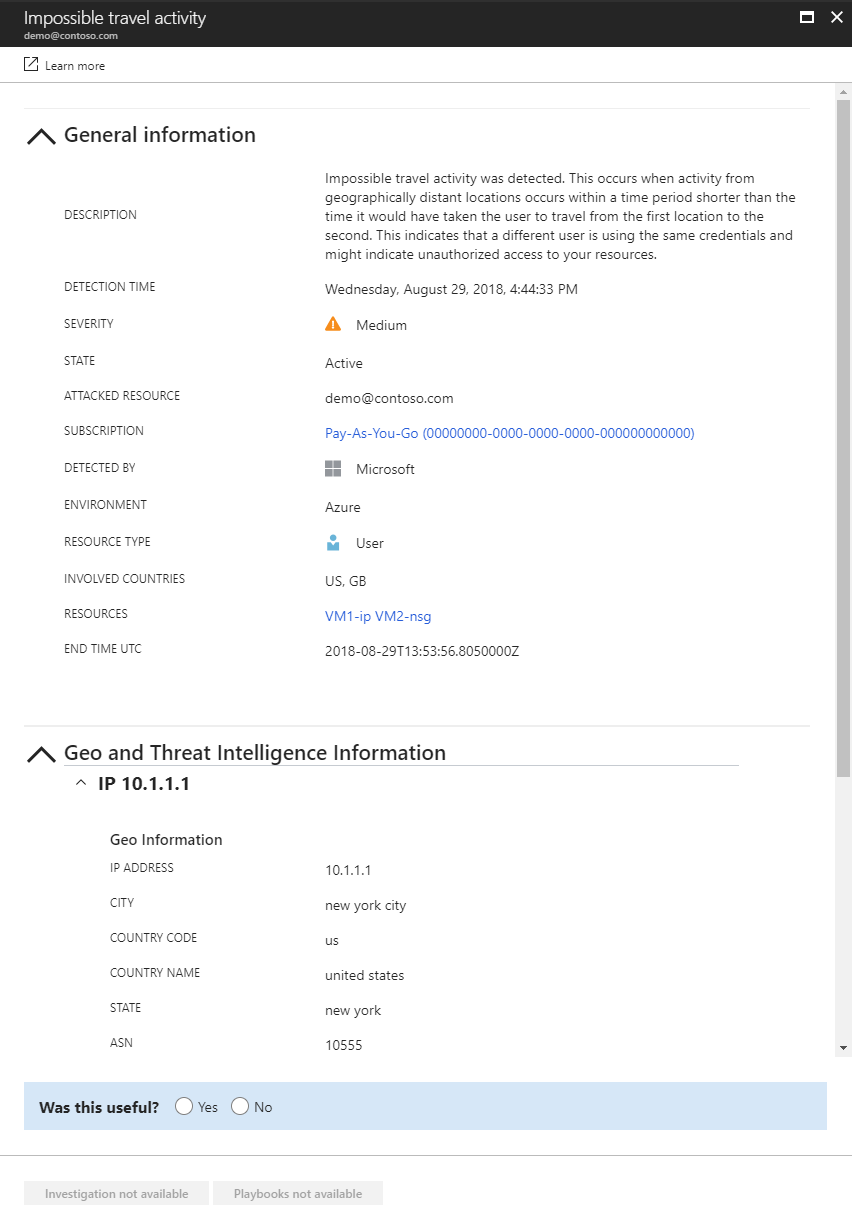 Impossible travel activity
demo@contoso.com
Learn more
General information
DESCRIPTION
Impossible travel activity was detected. This occurs when activity from
geographically distant locations occurs within a time period shorter than the
time it would have taken the user to travel from the first location to the
second. This indicates that a different user is using the same credentials and
might indicate unauthorized access to your resources.
DETECTION TIME
Wednesday, August 29, 2018, 4:44:33 PM
SEVERITY
Medium
STATE
Active
ATTACKED RESOURCE
demo@contoso.com
SUBSCRIPTION
Pay-As-You-Go (00000000-0000-0000-0000-000000000000)
DETECTED BY
Microsoft
ENVIRONMENT
Azure
RESOURCE TYPE
User
INVOLVED COUNTRIES
US, GB
RESOURCES
VM1-ip VM2-nsg
END TIME UTC
2018-08-29T13:53:56.8050000Z
Geo and Threat Intelligence Information
IP 10.1.1.1
Geo Information
IP ADDRESS
10.1.1.1
CITY
new york city
COUNTRY CODE
us
COUNTRY NAME
united states
STATE
new york
ASN
10555
Was this useful? Yes No
Investigation not available
Playbooks not available